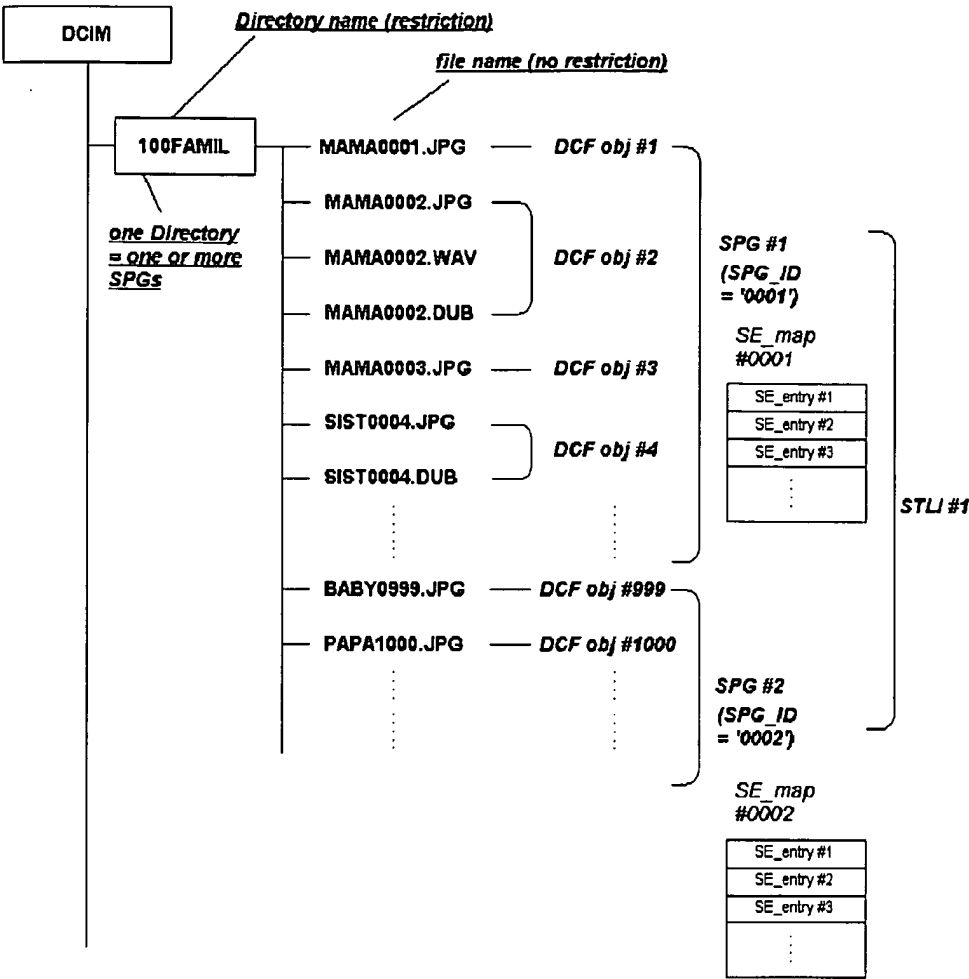 DCIM
Directory name (restriction)
file name (no restriction)
100FAMIL
one Directory
= one or more
SPGs
MAMA0001.JPG
DCF obj #1
MAMA0002.JPG
MAMA0002.WAV
MAMA0002.DUB
DCF obj #2
MAMA0003.JPG
DCF obj #3
SIST0004.JPG
SIST0004.DUB
DCF obj #4
SPG #1
(SPG_ID
= '0001')
SE_map
#0001
SE_entry #1
SE_entry #2
SE_entry #3
STLI #1
BABY0999.JPG
DCF obj #999
PAPA1000.JPG
DCF obj #1000
SPG #2
(SPG_ID
= '0002')
SE_map
#0002
SE_entry #1
SE_entry #2
SE_entry #3